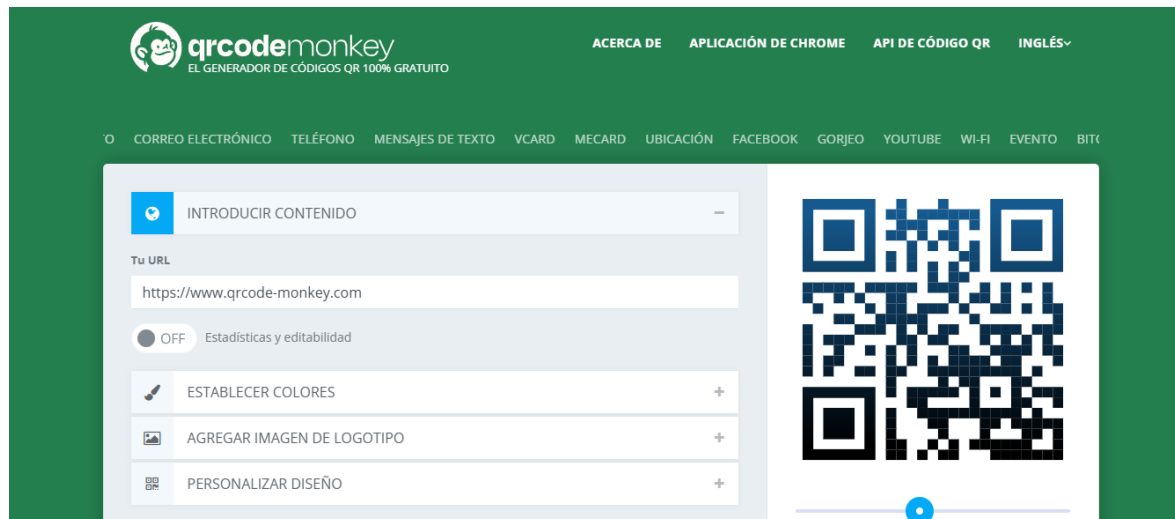 qrcodemonkey
EL GENERADOR DE CÓDIGOS QR 100% GRATUITO
ACERCA DE APLICACIÓN DE CHROME API DE CÓDIGO QR INGLÉS
O CORREO ELECTRÓNICO TELÉFONO MENSAJES DE TEXTO VCARD MECARD UBICACIÓN FACEBOOK GORJEO YOUTUBE WI-FI EVENTO
INTRODUCIR CONTENIDO
Tu URL
https://www.qrcode-monkey.com
OFF Estadísticas y editabilidad
ESTABLECER COLORES
AGREGAR IMAGEN DE LOGOTIPO
PERSONALIZAR DISEÑO